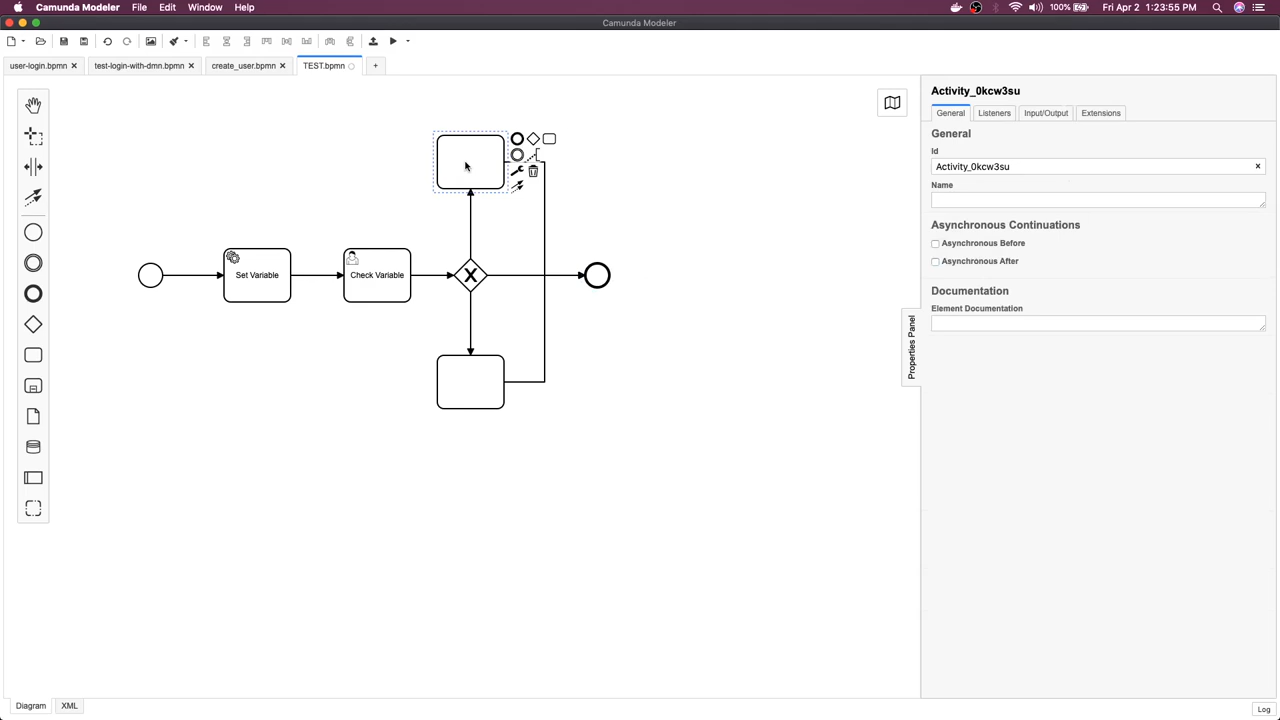 Camunda Modeler File Edit Window Help 100% Fri Apr 2 1:23:55 PM
Camunda Modeler
user-login.bpmn test-login-with-dmn.bpmn create_user.bpmn TEST.bpmn +
Activity_0kcw3su
General Listeners Input/Output Extensions
General
Id
Activity_0kcw3su
Name
Asynchronous Continuations
Asynchronous Before
Asynchronous After
Documentation
Element Documentation
Set Variable
Check Variable
Properties Panel
Diagram XML
Log